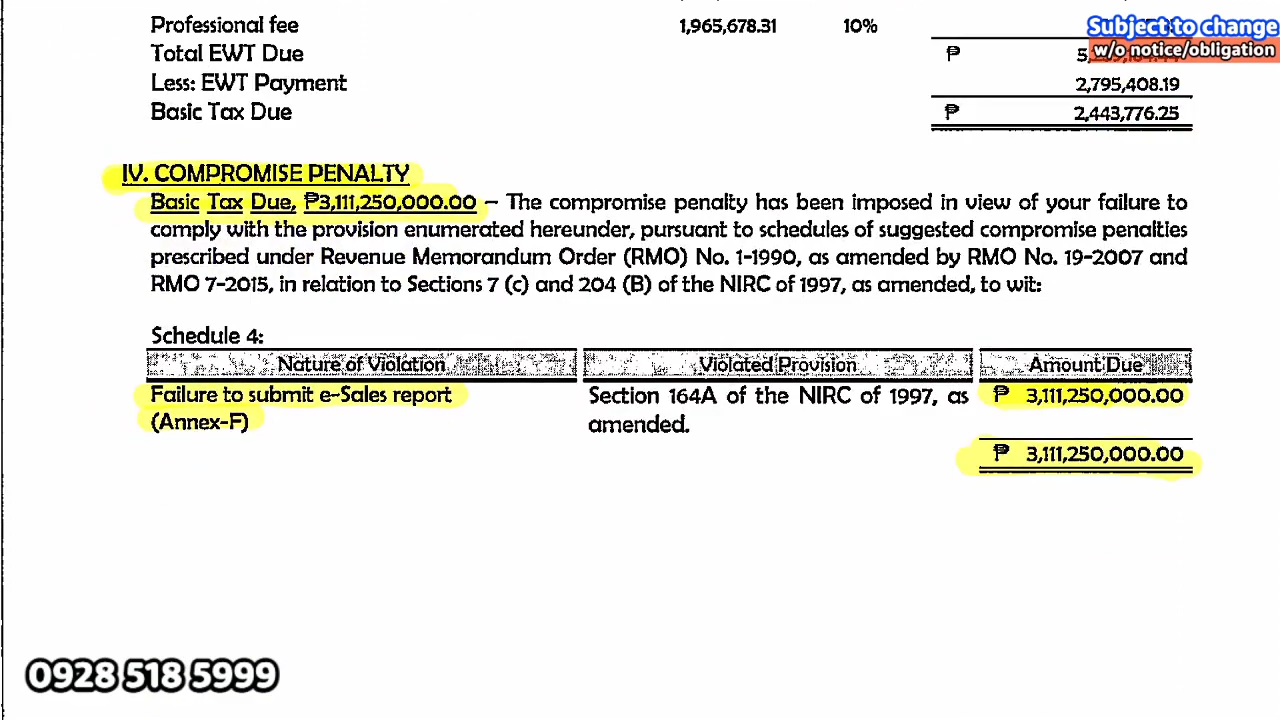 Professional fee 1,965,678.31 10%
Subject to change
Total EWT Due ₱ 5,
w/o notice/obligation
Less: EWT Payment 2,795,408.19
Basic Tax Due ₱ 2,443,776.25
IV. COMPROMISE PENALTY
Basic Tax Due, ₱3,111,250,000.00 – The compromise penalty has been imposed in view of your failure to
comply with the provision enumerated hereunder, pursuant to schedules of suggested compromise penalties
prescribed under Revenue Memorandum Order (RMO) No. 1-1990, as amended by RMO No. 19-2007 and
RMO 7-2015, in relation to Sections 7 (c) and 204 (B) of the NIRC of 1997, as amended, to wit:
Schedule 4:
Nature of Violation Violated Provision Amount Due
Failure to submit e-Sales report Section 164A of the NIRC of 1997, as ₱ 3,111,250,000.00
(Annex-F) amended.
₱ 3,111,250,000.00
0928 518 5999